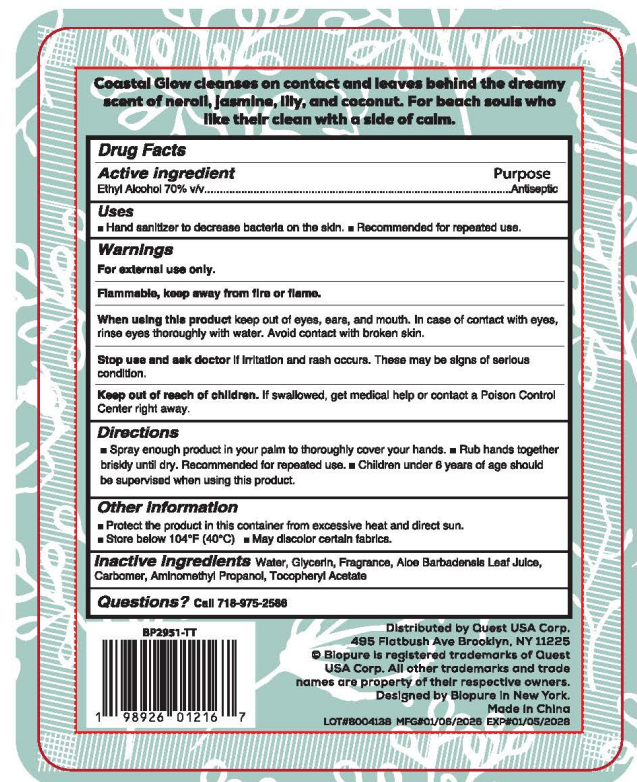 Coastal Glow cleanses on contact and leaves behind the dreamy
scent of neroli, jasmine, lily, and coconut. For beach souls who
like their clean with a side of calm.
Drug Facts
Active ingredient Purpose
Ethyl Alcohol 70% v/v.....Antiseptic
Uses
■ Hand sanitizer to decrease bacteria on the skin. ■ Recommended for repeated use.
Warnings
For external use only.
Flammable, keep away from fire or flame.
When using this product keep out of eyes, ears, and mouth. In case of contact with eyes,
rinse eyes thoroughly with water. Avoid contact with broken skin.
Stop use and ask doctor if irritation and rash occurs. These may be signs of serious
condition.
Keep out of reach of children. If swallowed, get medical help or contact a Poison Control
Center right away.
Directions
■ Spray enough product in your palm to thoroughly cover your hands. ■ Rub hands together
briskly until dry. Recommended for repeated use. ■ Children under 6 years of age should
be supervised when using this product.
Other information
■ Protect the product in this container from excessive heat and direct sun.
■ Store below 104°F (40°C) ■ May discolor certain fabrics.
Inactive ingredients Water, Glycerin, Fragrance, Aloe Barbadensis Leaf Juice,
Carbomer, Aminomethyl Propanol, Tocopheryl Acetate
Questions? Call 718-975-2586
BP2951-TT
1 98926 01216 7
Distributed by Quest USA Corp.
495 Flatbush Ave Brooklyn, NY 11225
© Biopure is registered trademarks of Quest
USA Corp. All other trademarks and trade
names are property of their respective owners.
Designed by Biopure in New York.
Made in China
LOT#8004138 MFG#01/06/2026 EXP#01/05/2028